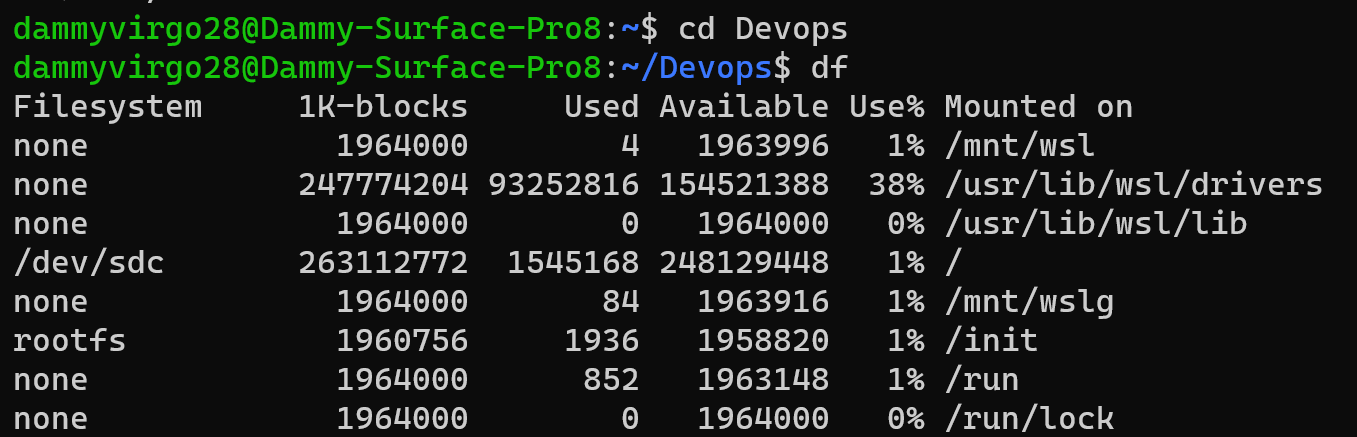 dammyvirgo28@Dammy-Surface-Pro8:~$ cd Devops
dammyvirgo28@Dammy-Surface-Pro8:~/Devops$ df
Filesystem     1K-blocks     Used Available Use% Mounted on
none             1964000        4   1963996   1% /mnt/wsl
none           247774204 93252816 154521388  38% /usr/lib/wsl/drivers
none             1964000        0   1964000   0% /usr/lib/wsl/lib
/dev/sdc       263112772  1545168 248129448   1% /
none             1964000       84   1963916   1% /mnt/wslg
rootfs           1960756     1936   1958820   1% /init
none             1964000      852   1963148   1% /run
none             1964000        0   1964000   0% /run/lock